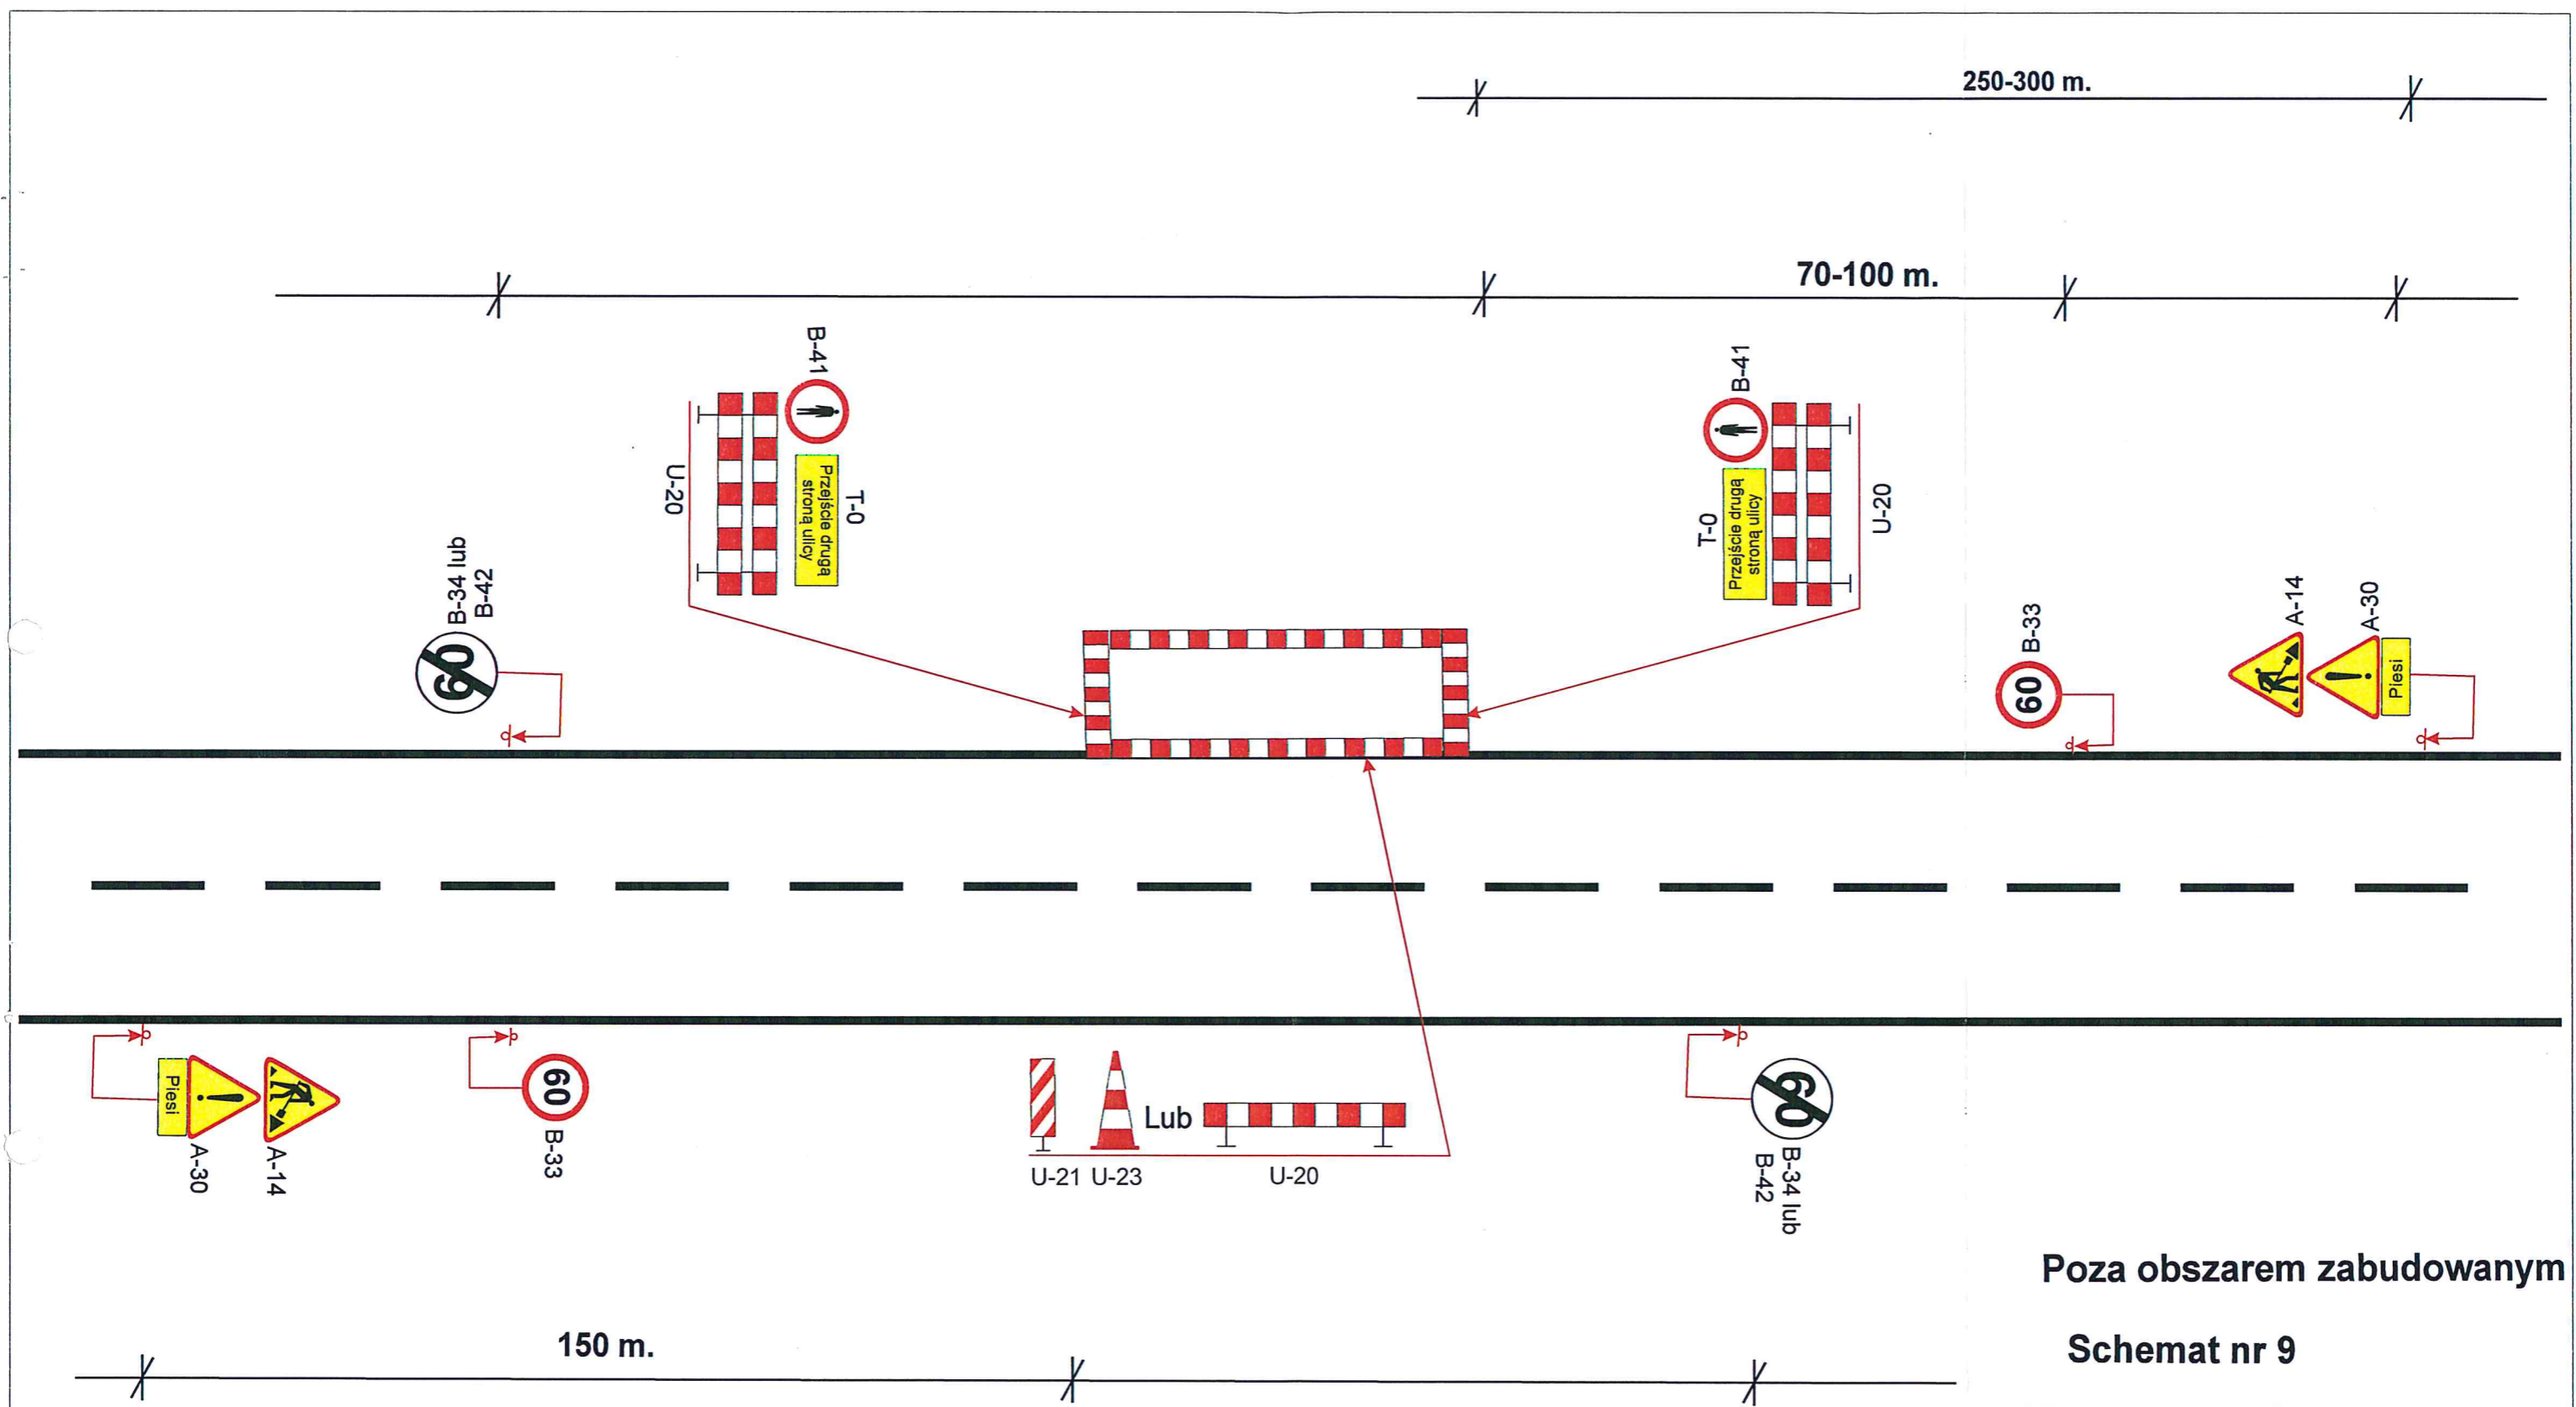 250-300 m.
70-100 m.
B-41
B-41
U-20
T-0
Przejście drugą
stroną ulicy
T-0
Przejście drugą
stroną ulicy
U-20
B-34 lub
B-42
60
B-33
60
A-14
A-30
Piesi
Piesi
A-30
A-14
60
B-33
Lub
U-21
U-23
U-20
60
B-34 lub
B-42
Poza obszarem zabudowanym
150 m.
Schemat nr 9